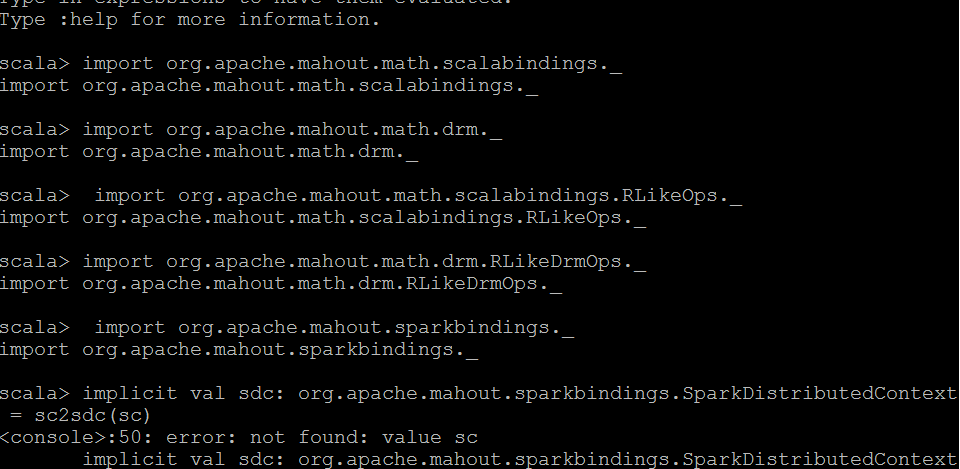 Type in expressions to have them evaluated.
Type :help for more information.
scala> import org.apache.mahout.math.scalabindings._
import org.apache.mahout.math.scalabindings._
scala> import org.apache.mahout.math.drm._
import org.apache.mahout.math.drm._
scala>  import org.apache.mahout.math.scalabindings.RLikeOps._
import org.apache.mahout.math.scalabindings.RLikeOps._
scala> import org.apache.mahout.math.drm.RLikeDrmOps._
import org.apache.mahout.math.drm.RLikeDrmOps._
scala>  import org.apache.mahout.sparkbindings._
import org.apache.mahout.sparkbindings._
scala> implicit val sdc: org.apache.mahout.sparkbindings.SparkDistributedContext
 = sc2sdc(sc)
<console>:50: error: not found: value sc
       implicit val sdc: org.apache.mahout.sparkbindings.SparkDistributedContext